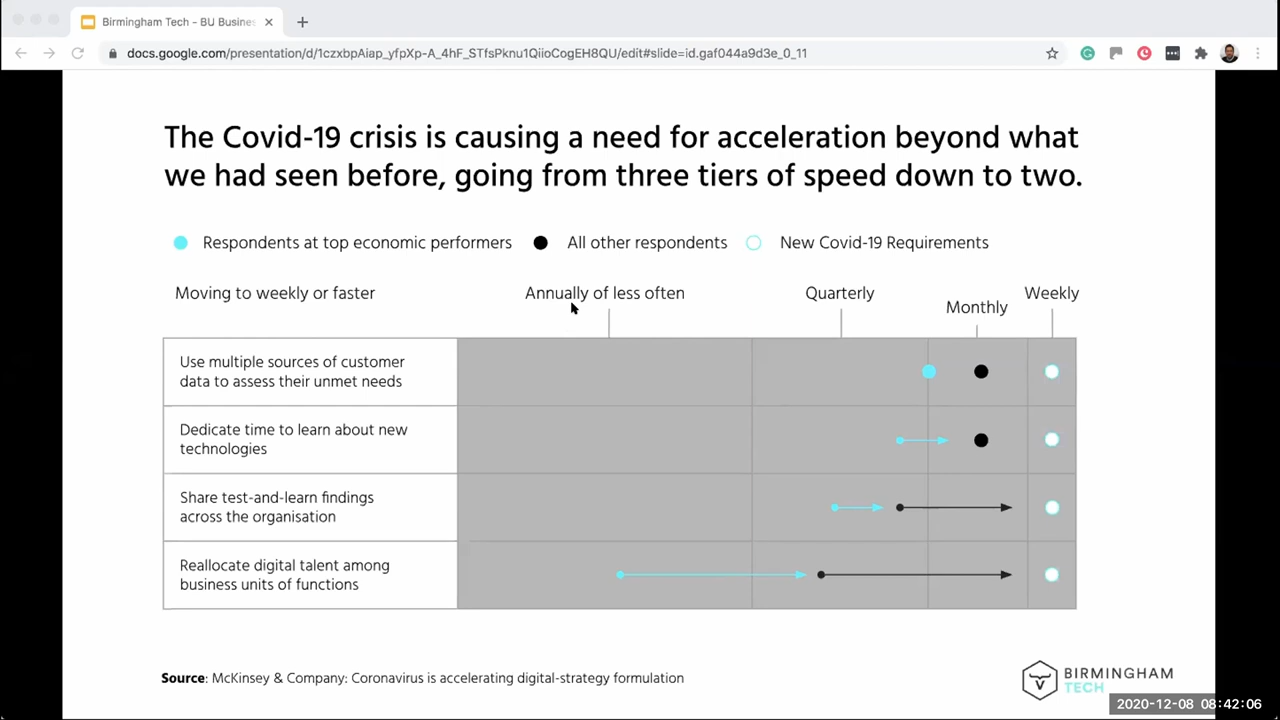 Birmingham Tech - BU Busines
docs.google.com/presentation/d/1czxbpAiap_yfpXp-A_4hF_STfsPknu1QiioCogEH8QU/edit#slide=id.gaf044a9d3e_0_11
The Covid-19 crisis is causing a need for acceleration beyond what
we had seen before, going from three tiers of speed down to two.
Respondents at top economic performers All other respondents New Covid-19 Requirements
Moving to weekly or faster Annually of less often Quarterly Monthly Weekly
Use multiple sources of customer
data to assess their unmet needs
Dedicate time to learn about new
technologies
Share test-and-learn findings
across the organisation
Reallocate digital talent among
business units of functions
Source: McKinsey & Company: Coronavirus is accelerating digital-strategy formulation
BIRMINGHAM
TECH
2020-12-08 08:42:06